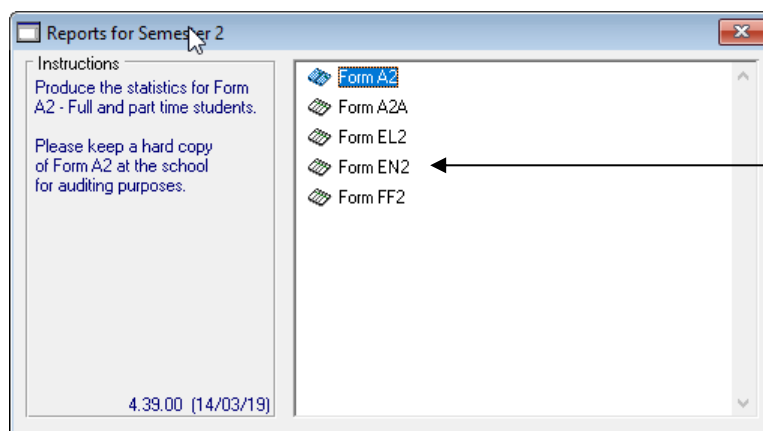 Reports for Semester 2
Instructions
Produce the statistics for Form
A2 - Full and part time students.
Please keep a hard copy
of Form A2 at the school
for auditing purposes.
4.39.00 (14/03/19)
Form A2
Form A2A
Form EL2
Form EN2
Form FF2